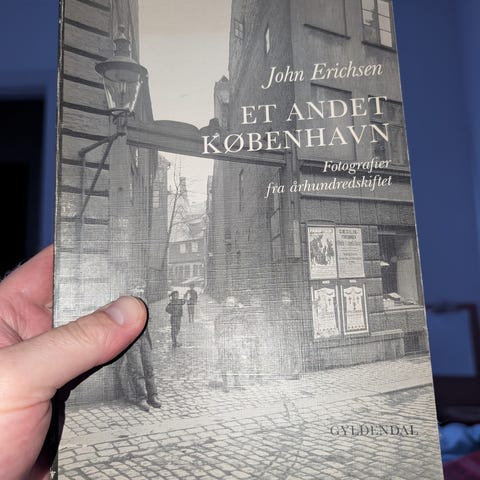 John Erichsen
ET ANDET
KØBENHAVN
Fotografier
fra århundredskiftet
GYLDENDAL